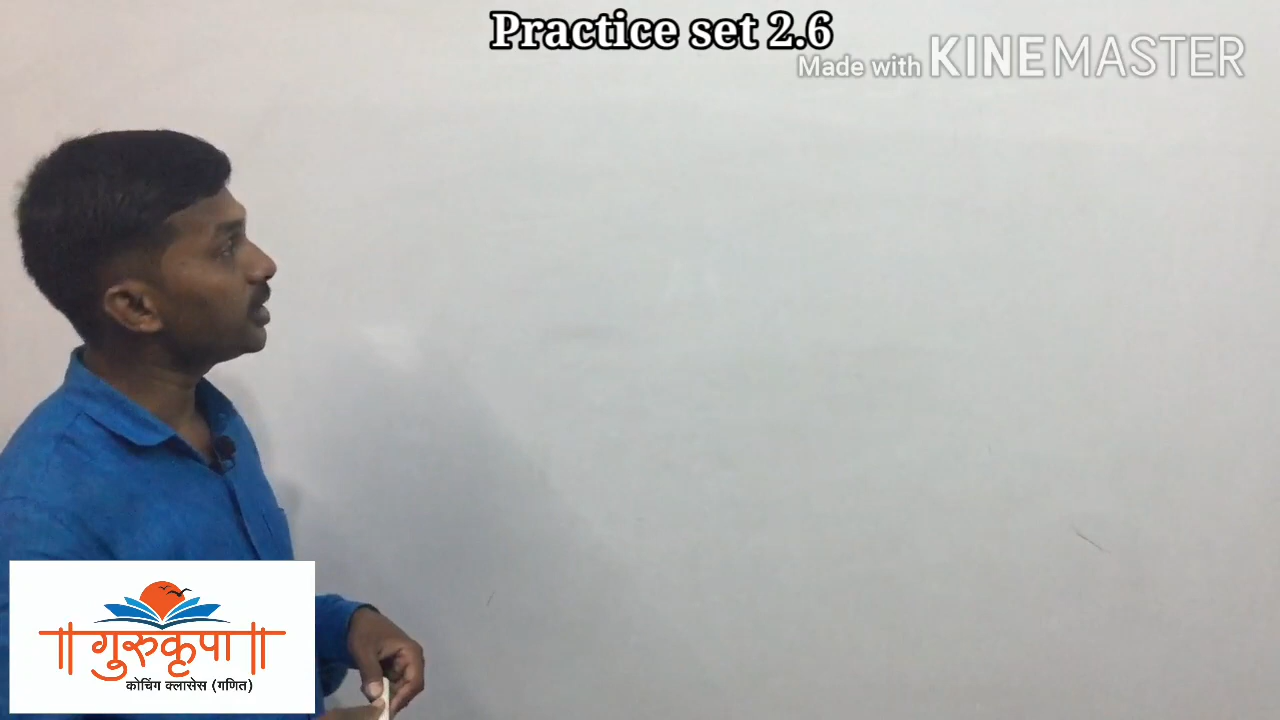 Practice set 2.6
Made with KINEMASTER
॥ गुरुकृपा ॥
कोचिंग क्लासेस (गणित)